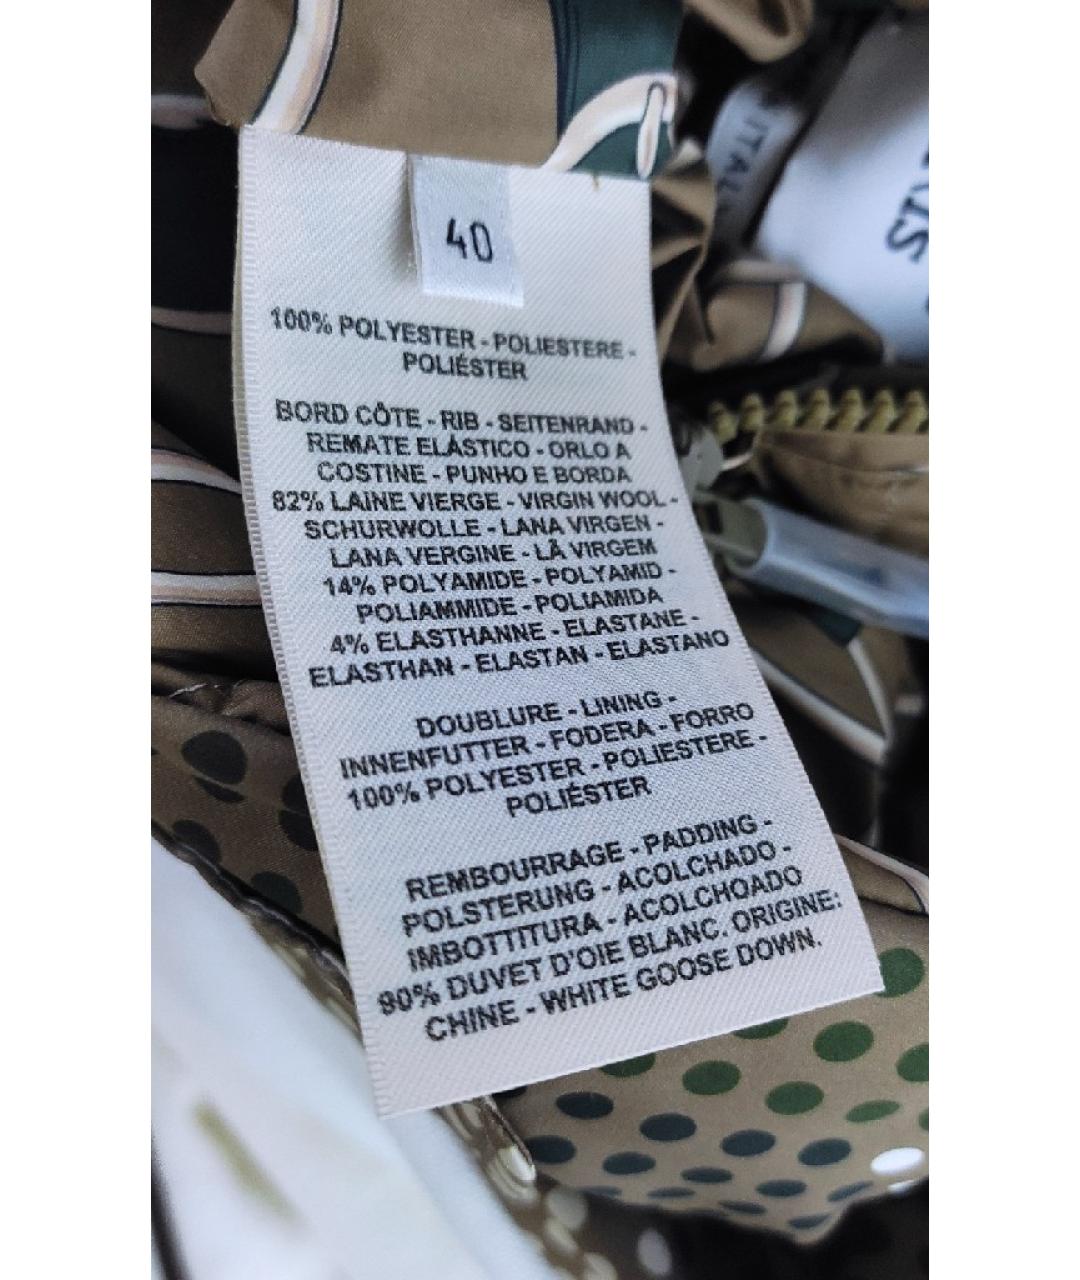 40
100% POLYESTER - POLIESTERE -
POLIÉSTER
BORD CÔTE - RIB - SEITENRAND -
REMATE ELÁSTICO - ORLO A
COSTINE - PUNHO E BORDA
82% LAINE VIERGE - VIRGIN WOOL -
SCHURWOLLE - LANA VIRGEN -
LANA VERGINE - LÃ VIRGEM
14% POLYAMIDE - POLYAMID -
POLIAMMIDE - POLIAMIDA
4% ELASTHANNE - ELASTANE -
ELASTHAN - ELASTAN - ELASTANO
DOUBLURE - LINING -
INNENFUTTER - FODERA - FORRO
100% POLYESTER - POLIESTERE -
POLIÉSTER
REMBOURRAGE - PADDING -
POLSTERUNG - ACOLCHADO -
IMBOTTITURA - ACOLCHOADO
90% DUVET D'OIE BLANC. ORIGINE:
CHINE - WHITE GOOSE DOWN.